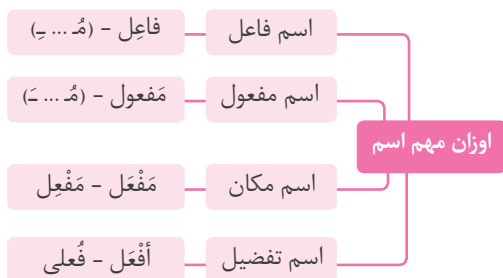 اوزان مهم اسم
اسم فاعل
فاعِل - (مُـ ... ـِ)
اسم مفعول
مَفعول - (مُـ ... ـَ)
اسم مکان
مَفْعَل - مَفْعِل
اسم تفضیل
أفْعَل - فُعلی